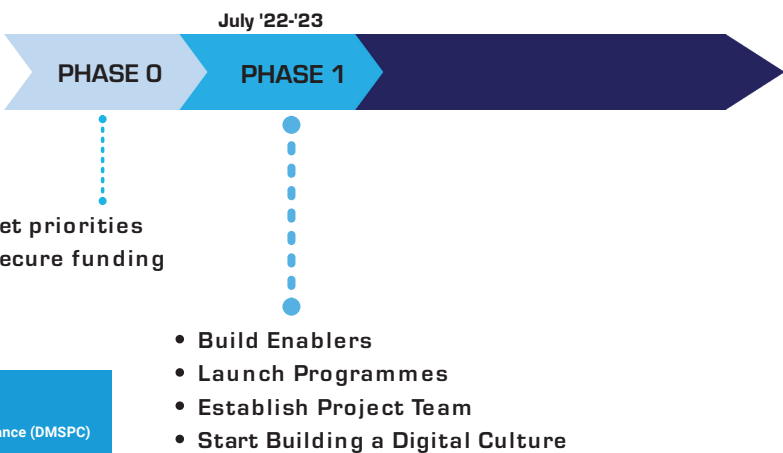 July '22-'23
PHASE 0
PHASE 1
et priorities
ecure funding
• Build Enablers
• Launch Programmes
• Establish Project Team
• Start Building a Digital Culture
ance (DMSPC)